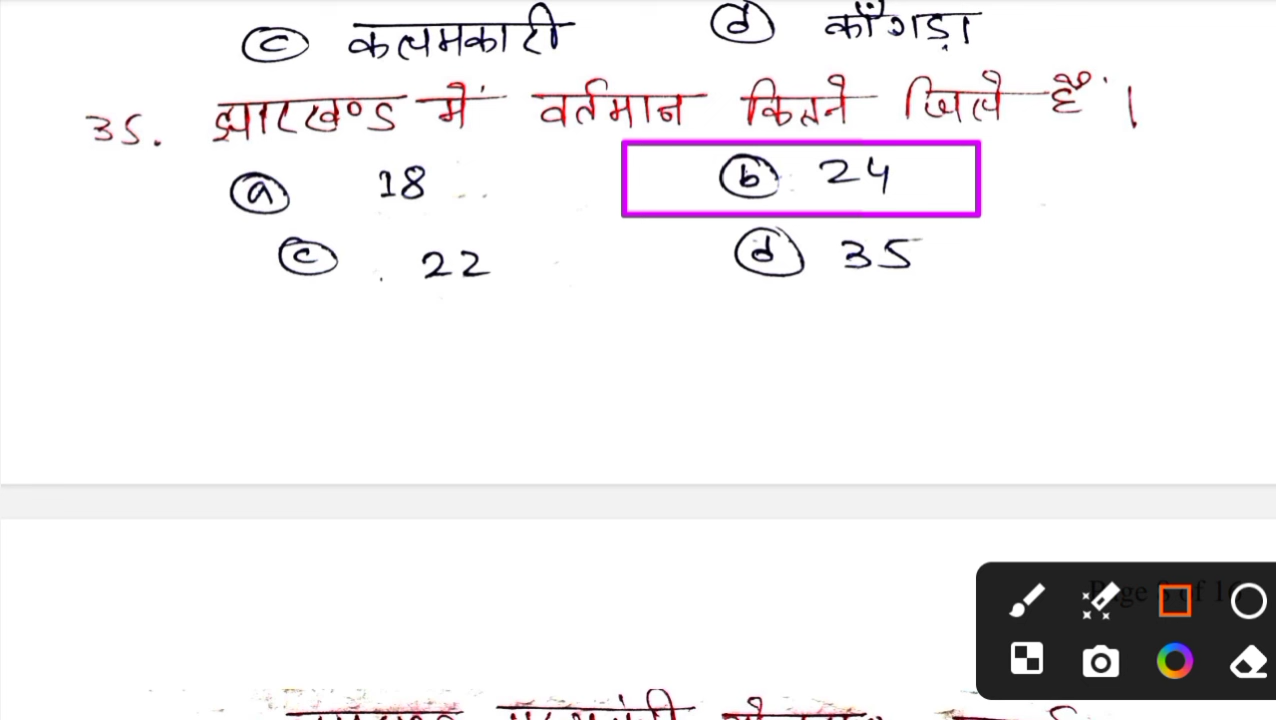 ⓒ कलमकारी ⓓ काँगड़ा
35. झारखण्ड में वर्तमान कितने जिले हैं।
ⓐ 18 ⓑ 24
ⓒ 22 ⓓ 35